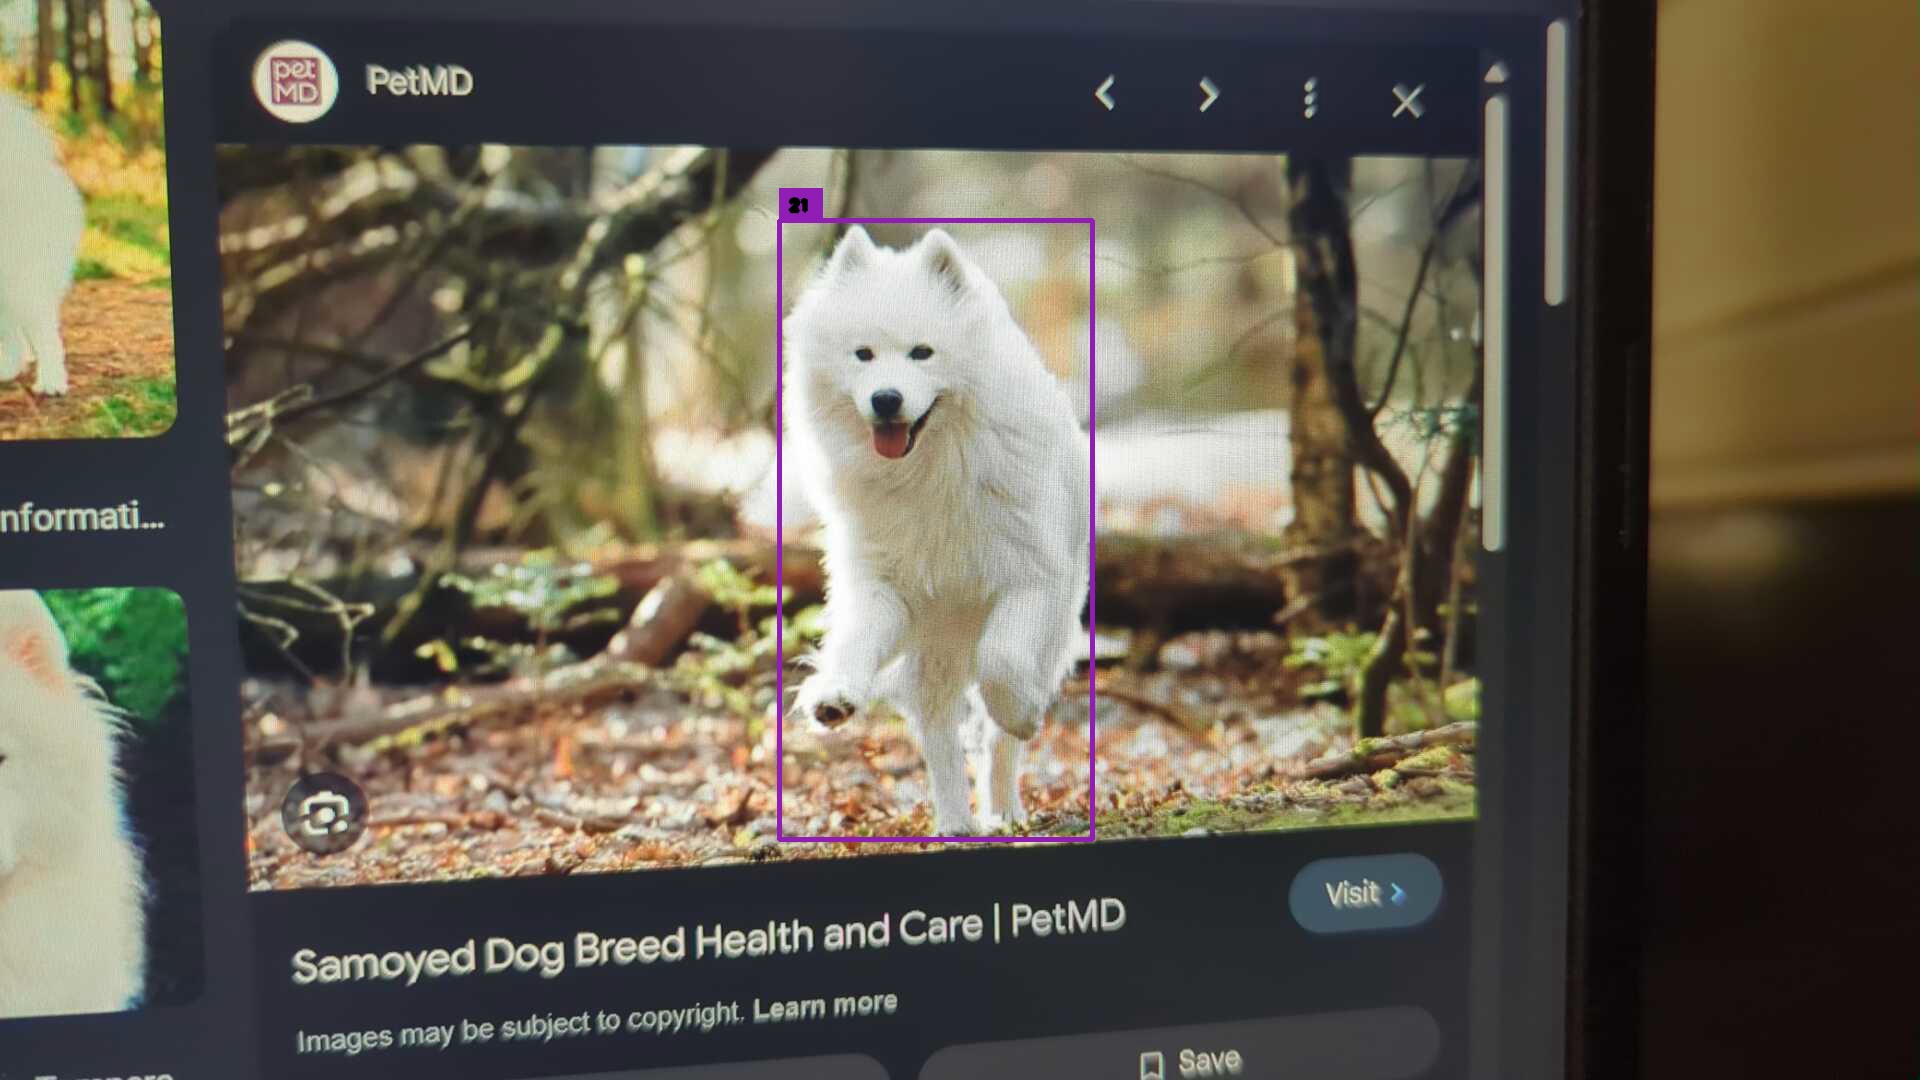 pet
MD
PetMD
21
nformati...
Visit
Samoyed Dog Breed Health and Care | PetMD
Images may be subject to copyright. Learn more
Save